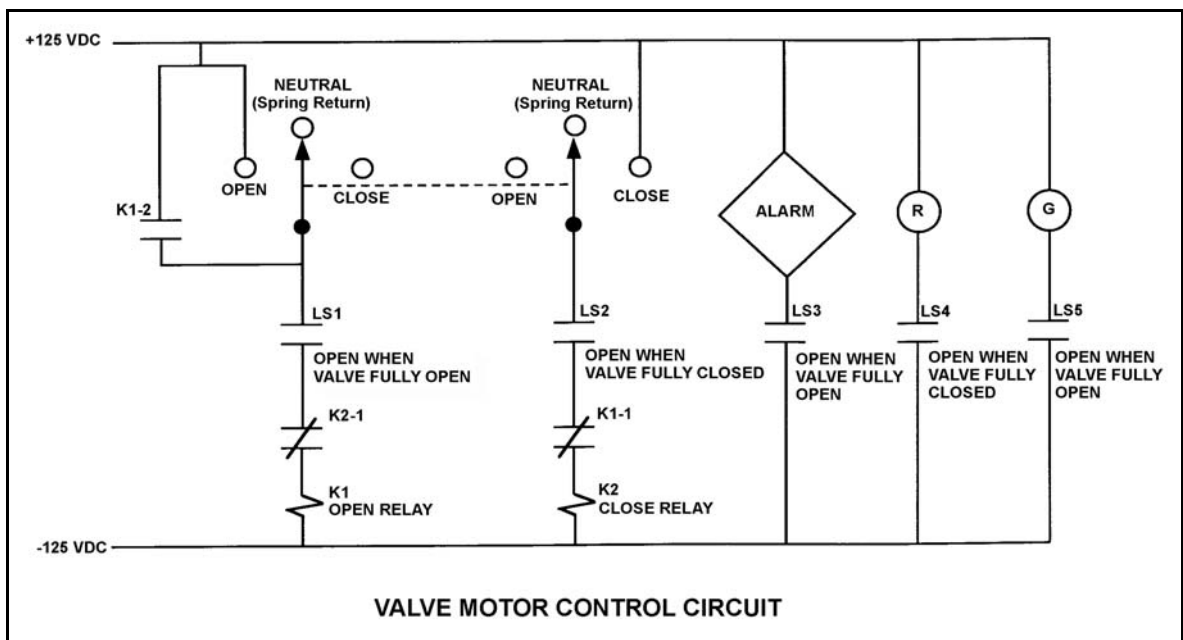 +125 VDC
NEUTRAL
(Spring Return)
NEUTRAL
(Spring Return)
OPEN
CLOSE
OPEN
CLOSE
K1-2
ALARM
R
G
LS1
OPEN WHEN
VALVE FULLY OPEN
LS2
OPEN WHEN
VALVE FULLY CLOSED
LS3
OPEN WHEN
VALVE FULLY
OPEN
LS4
OPEN WHEN
VALVE FULLY
CLOSED
LS5
OPEN WHEN
VALVE FULLY
OPEN
K2-1
K1-1
K1
OPEN RELAY
K2
CLOSE RELAY
-125 VDC
VALVE MOTOR CONTROL CIRCUIT